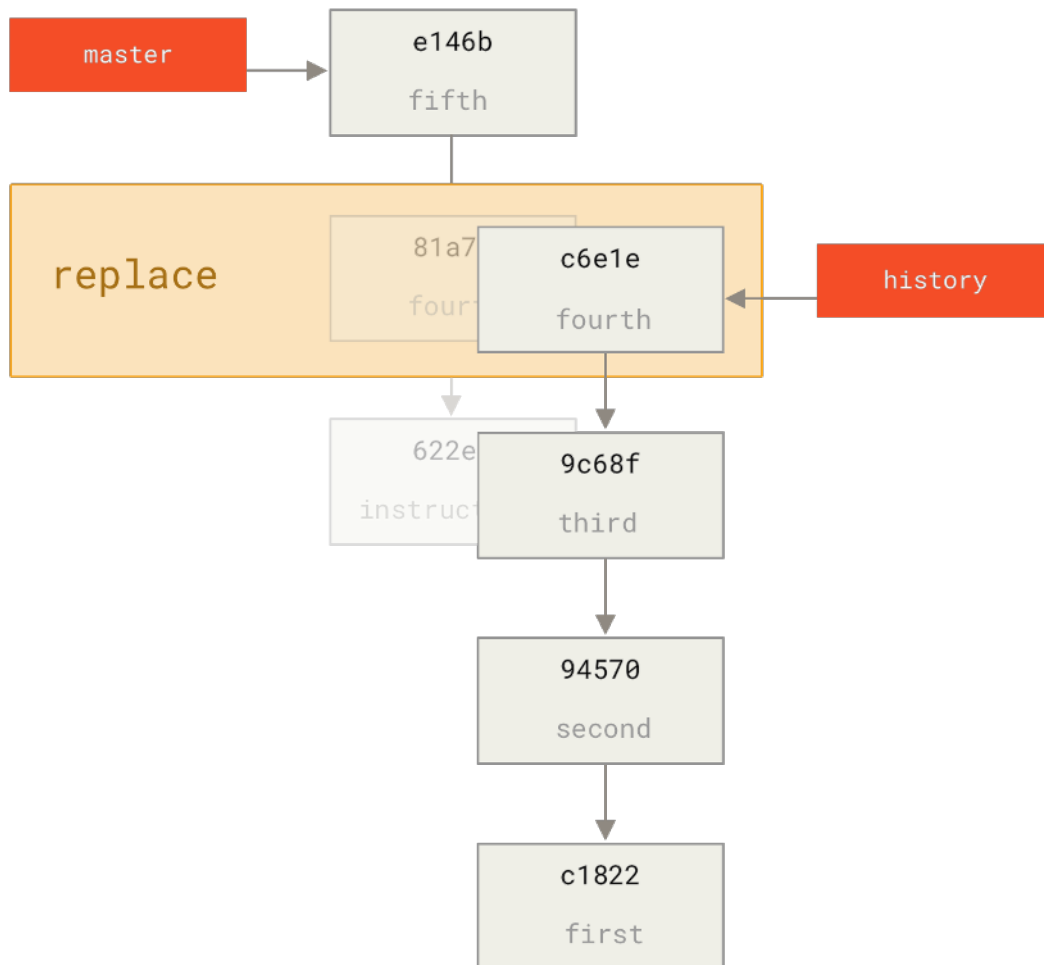 master
e146b
fifth
replace
81a7
c6e1e
fourth
history
622e
9c68f
third
94570
second
c1822
first